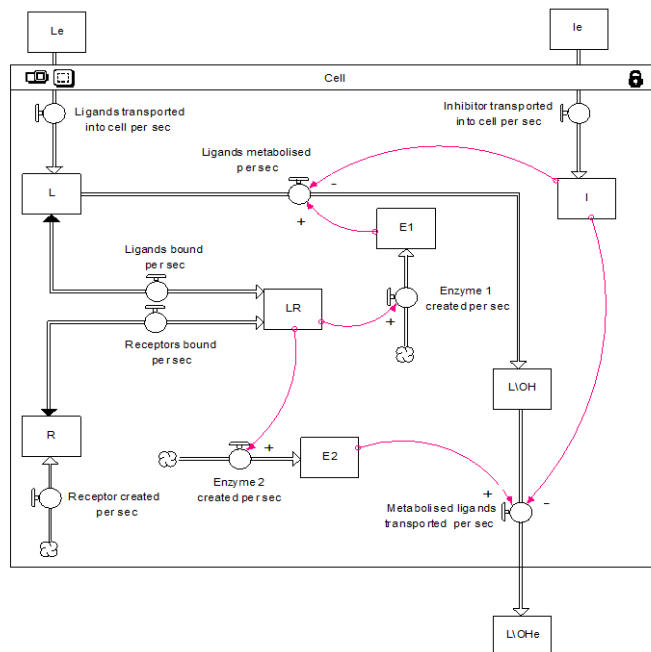 Le
Ie
Cell
Ligands transported
into cell per sec
Inhibitor transported
into cell per sec
Ligands metabolised
per sec
-
L
I
+
E1
Ligands bound
per sec
Enzyme 1
created per sec
LR
+
Receptors bound
per sec
L\OH
R
+
E2
Enzyme 2
created per sec
Receptor created
per sec
+
-
Metabolised ligands
transported per sec
L\OHe